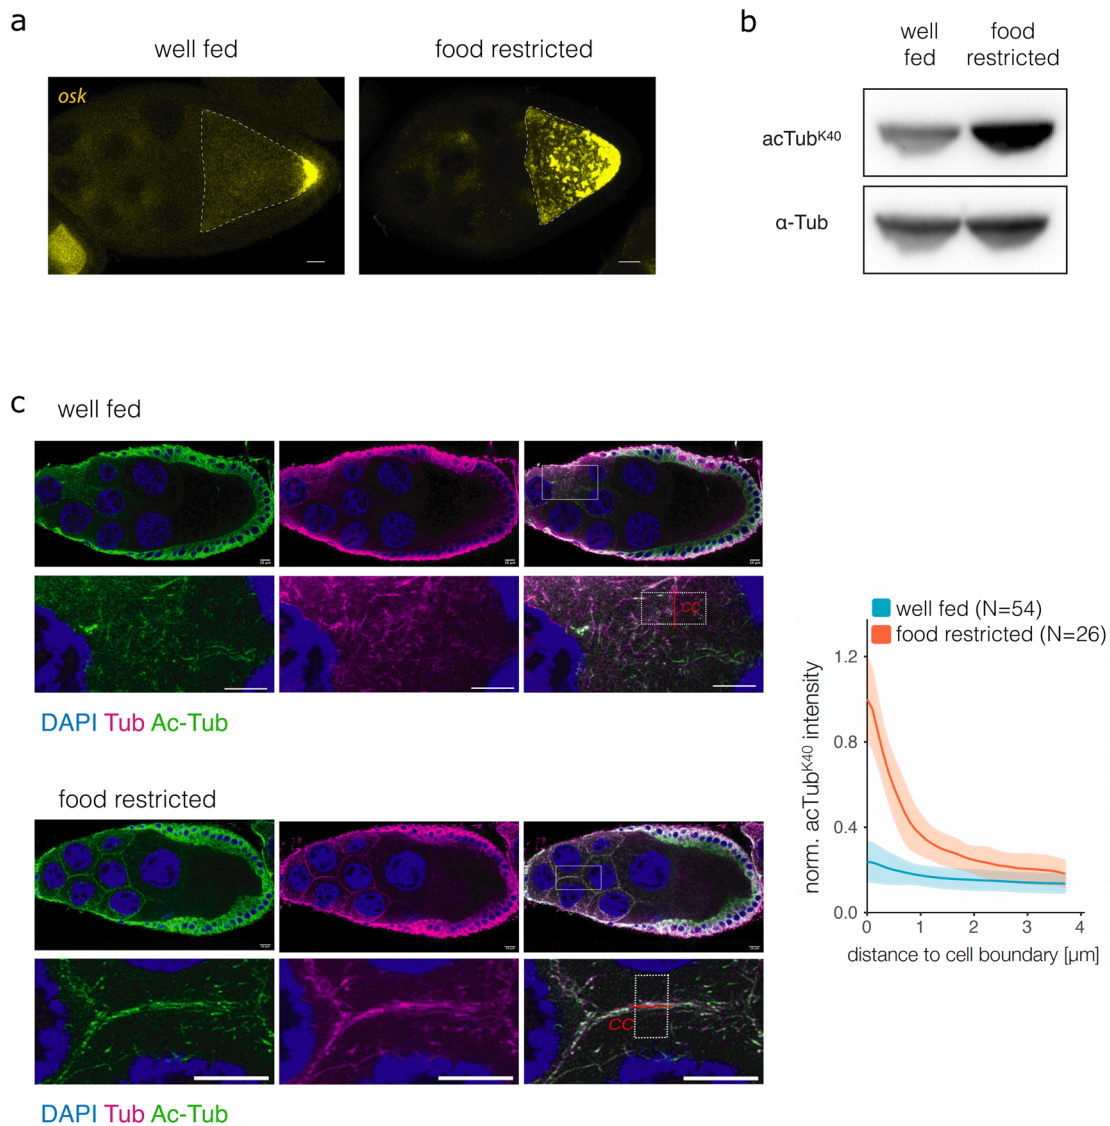 a
well fed
food restricted
osk
b
well
fed
food
restricted
acTubK40
α-Tub
c
well fed
CC
DAPI Tub Ac-Tub
well fed (N=54)
food restricted (N=26)
norm. acTubK40 intensity
1.2
0.8
0.4
0.0
0 1 2 3 4
distance to cell boundary [µm]
food restricted
CC
DAPI Tub Ac-Tub